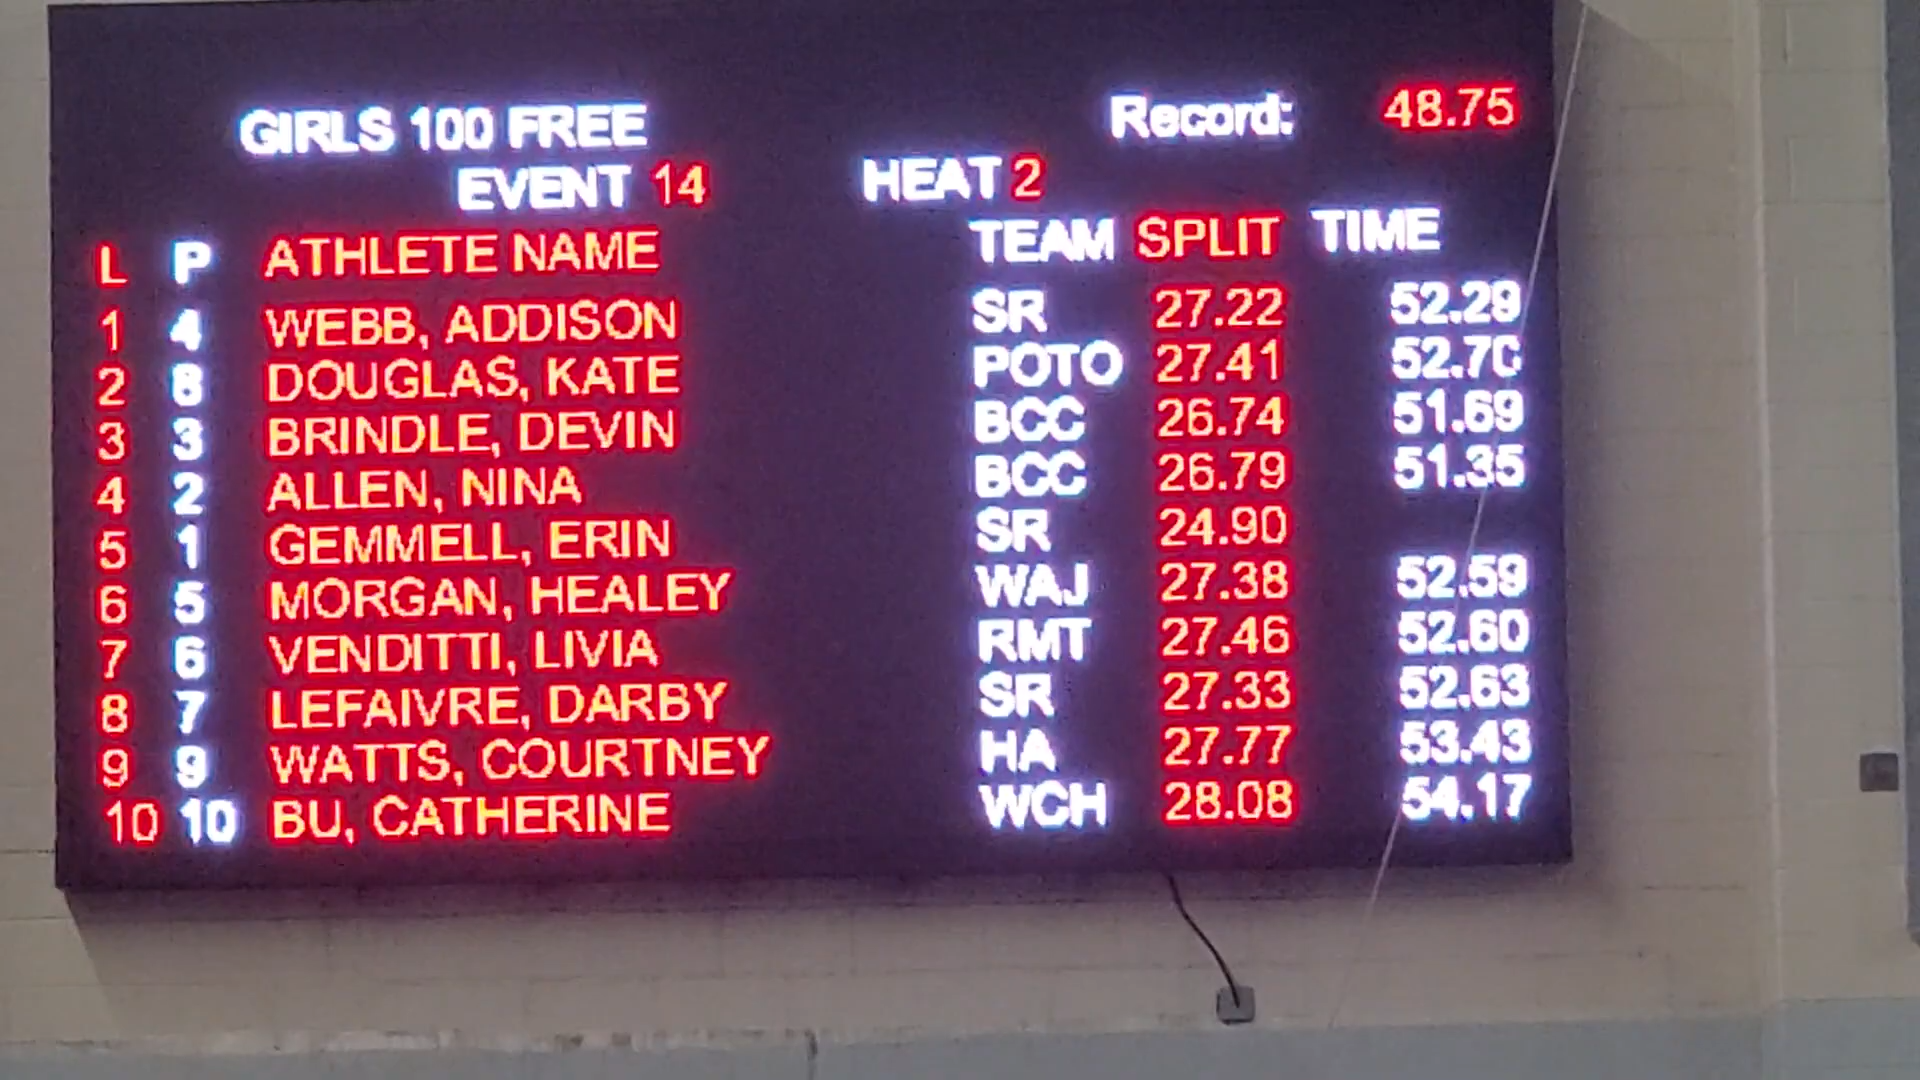 GIRLS 100 FREE Record: 48.75
EVENT 14 HEAT 2
L P ATHLETE NAME TEAM SPLIT TIME
1 4 WEBB, ADDISON SR 27.22 52.29
2 8 DOUGLAS, KATE POTO 27.41 52.70
3 3 BRINDLE, DEVIN BCC 26.74 51.69
4 2 ALLEN, NINA BCC 26.79 51.35
5 1 GEMMELL, ERIN SR 24.90
6 5 MORGAN, HEALEY WAJ 27.38 52.59
7 6 VENDITTI, LIVIA RMT 27.46 52.60
8 7 LEFAIVRE, DARBY SR 27.33 52.63
9 9 WATTS, COURTNEY HA 27.77 53.43
10 10 BU, CATHERINE WCH 28.08 54.17